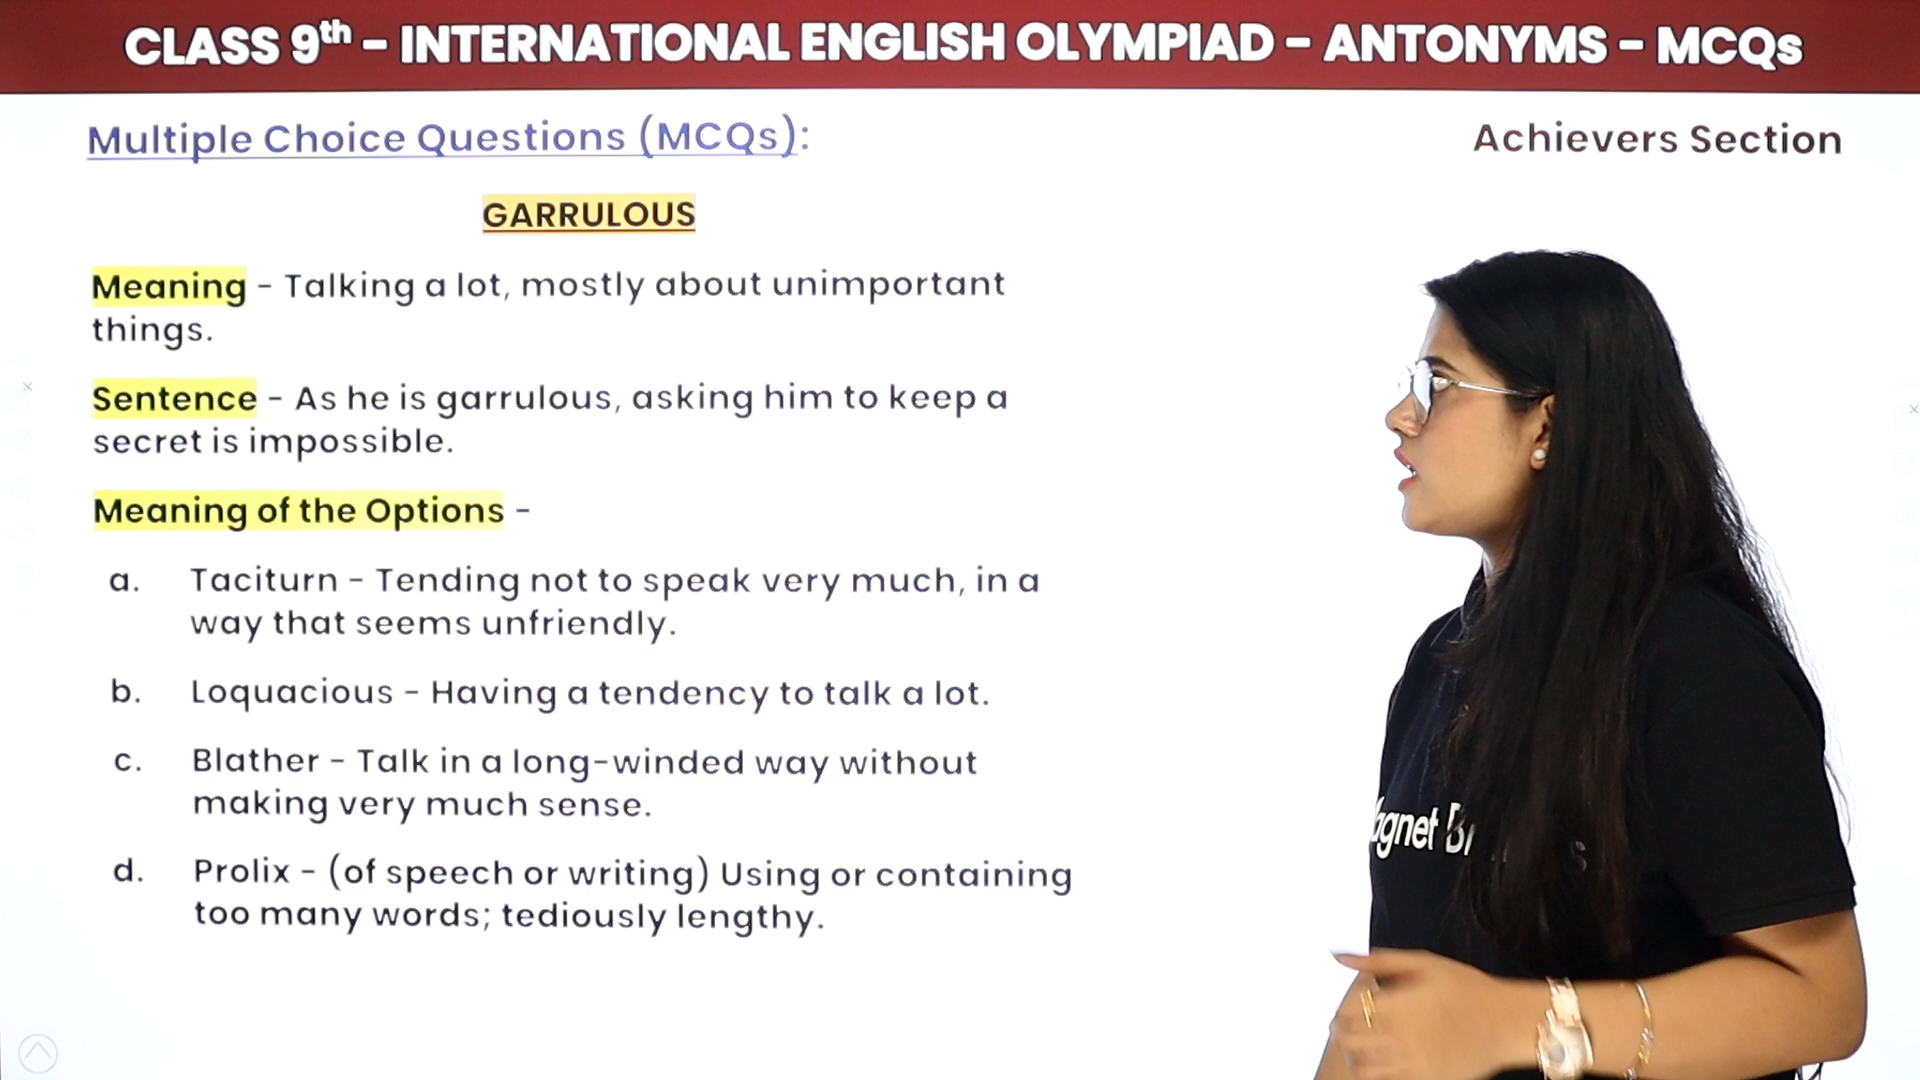 CLASS 9th - INTERNATIONAL ENGLISH OLYMPIAD - ANTONYMS - MCQs
Multiple Choice Questions (MCQs):
Achievers Section
GARRULOUS
Meaning - Talking a lot, mostly about unimportant
things.
Sentence - As he is garrulous, asking him to keep a
secret is impossible.
Meaning of the Options -
a. Taciturn - Tending not to speak very much, in a
way that seems unfriendly.
b. Loquacious - Having a tendency to talk a lot.
c. Blather - Talk in a long-winded way without
making very much sense.
d. Prolix - (of speech or writing) Using or containing
too many words; tediously lengthy.